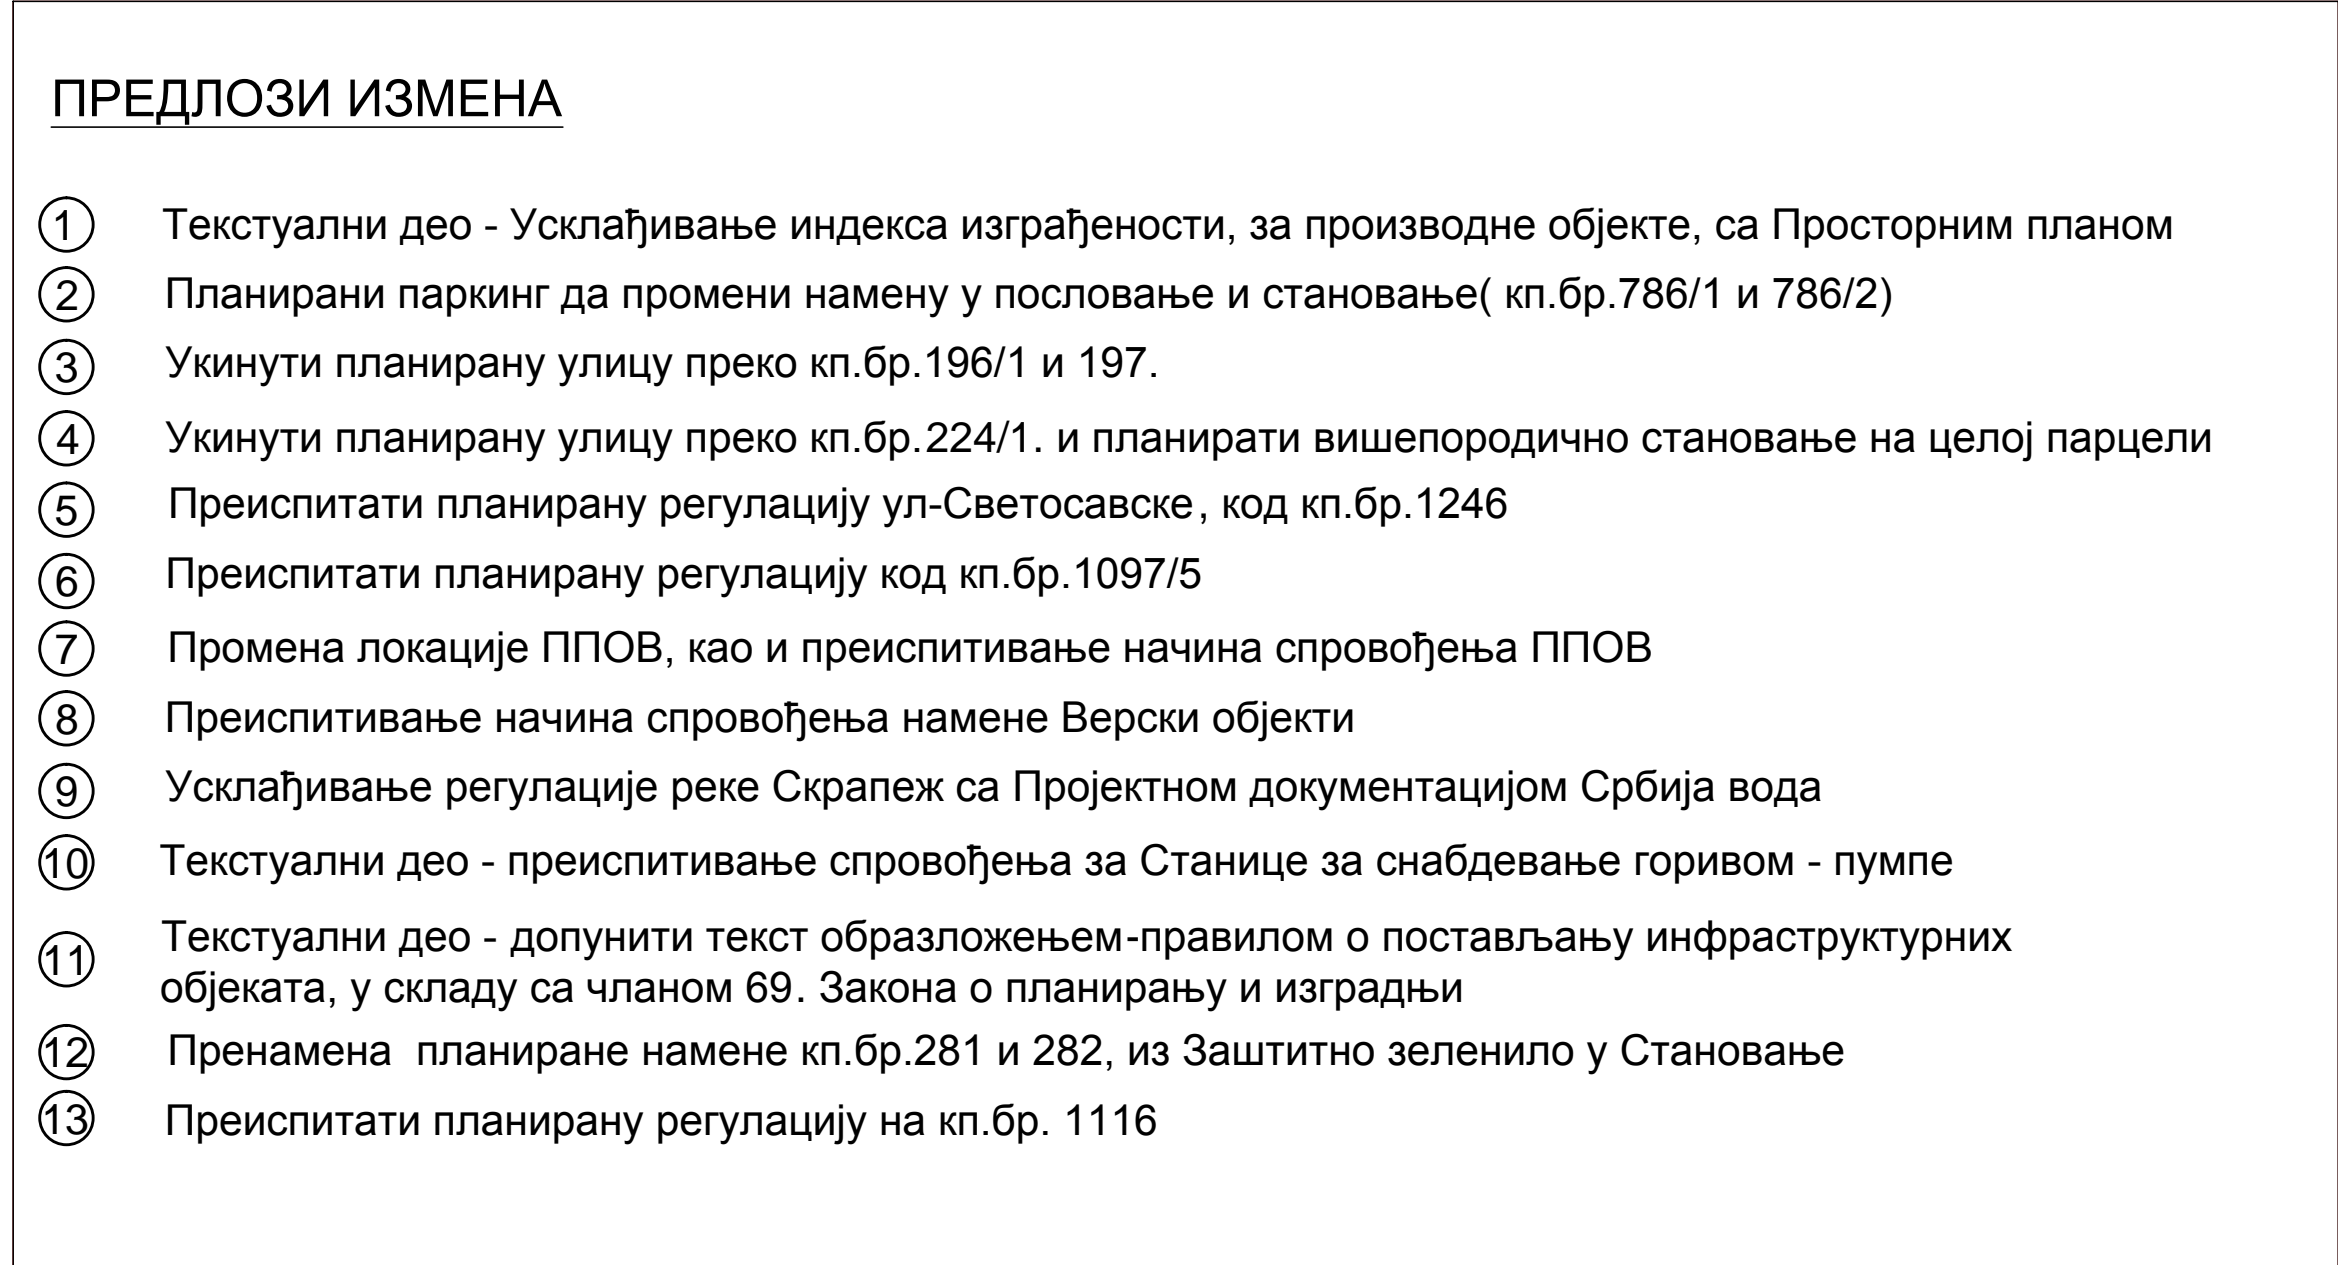 ПРЕДЛОЗИ ИЗМЕНА
1 Текстуални део - Усклађивање индекса изграђености, за производне објекте, са Просторним планом
2 Планирани паркинг да промени намену у пословање и становање( кп.бр.786/1 и 786/2)
3 Укинути планирану улицу преко кп.бр.196/1 и 197.
4 Укинути планирану улицу преко кп.бр.224/1. и планирати вишепородично становање на целој парцели
5 Преиспитати планирану регулацију ул-Светосавске, код кп.бр.1246
6 Преиспитати планирану регулацију код кп.бр.1097/5
7 Промена локације ППОВ, као и преиспитивање начина спровођења ППОВ
8 Преиспитивање начина спровођења намене Верски објекти
9 Усклађивање регулације реке Скрапеж са Пројектном документацијом Србија вода
10 Текстуални део - преиспитивање спровођења за Станице за снабдевање горивом - пумпе
11 Текстуални део - допунити текст образложењем-правилом о постављању инфраструктурних
објеката, у складу са чланом 69. Закона о планирању и изградњи
12 Пренамена  планиране намене кп.бр.281 и 282, из Заштитно зеленило у Становање
13 Преиспитати планирану регулацију на кп.бр. 1116